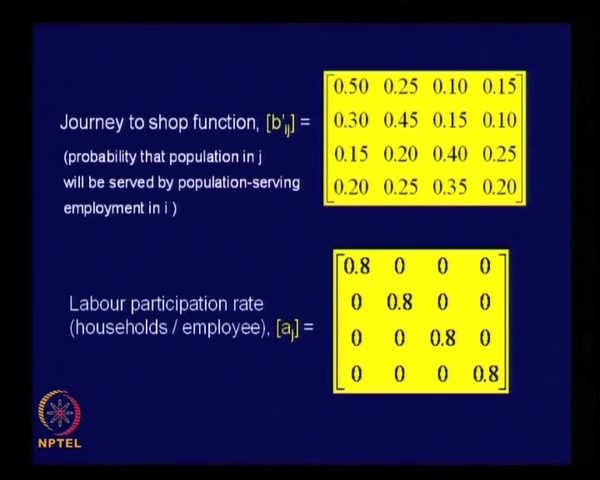 Journey to shop function, [b'ij] =
(probability that population in j
will be served by population-serving
employment in i )
0.50 0.25 0.10 0.15
0.30 0.45 0.15 0.10
0.15 0.20 0.40 0.25
0.20 0.25 0.35 0.20
Labour participation rate
(households / employee), [aj] =
0.8 0 0 0
0 0.8 0 0
0 0 0.8 0
0 0 0 0.8
NPTEL